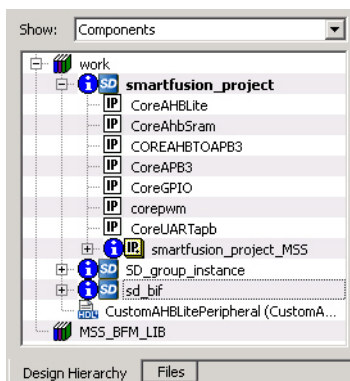 Show: Components
work
SD smartfusion_project
IP CoreAHBLite
IP CoreAhbSram
IP COREAHBTOAPB3
IP CoreAPB3
IP CoreGPIO
IP corepwm
IP CoreUARTapb
IP smartfusion_project_MSS
SD SD_group_instance
SD sd_bif
HDL CustomAHBLitePeripheral (CustomA...
MSS_BFM_LIB
Design Hierarchy Files